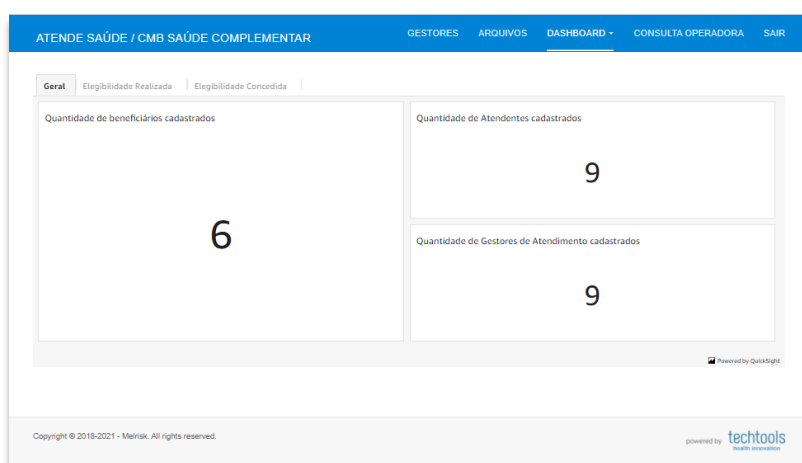 ATENDE SAÚDE / CMB SAÚDE COMPLEMENTAR
GESTORES ARQUIVOS DASHBOARD CONSULTA OPERADORA SAIR
Geral Elegibilidade Realizada Elegibilidade Concedida
Quantidade de beneficiários cadastrados
6
Quantidade de Atendentes cadastrados
9
Quantidade de Gestores de Atendimento cadastrados
9
Powered by QuickSight
Copyright © 2018-2021 - Meirisk. All rights reserved.
powered by techtools
health innovation